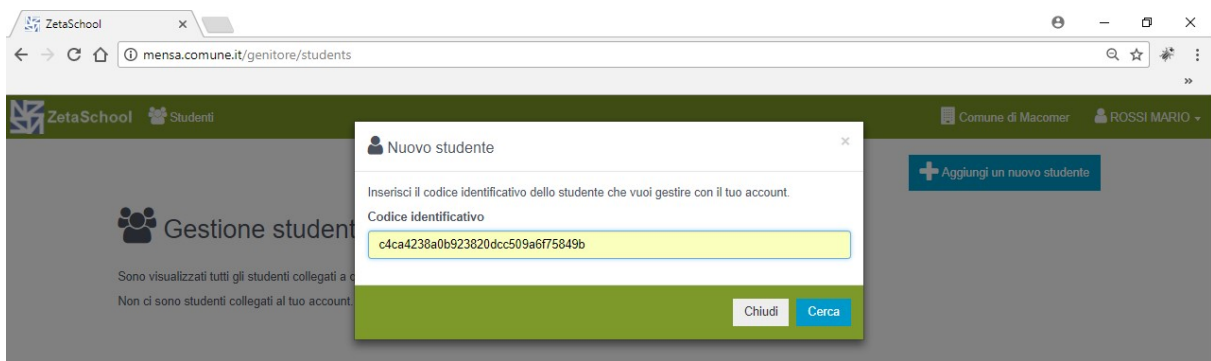 ZetaSchool
mensa.comune.it/genitore/students
»
ZetaSchool Studenti Comune di Macomer ROSSI MARIO
Nuovo studente ×
Aggiungi un nuovo studente
Inserisci il codice identificativo dello studente che vuoi gestire con il tuo account.
Codice identificativo
c4ca4238a0b923820dcc509a6f75849b
Gestione student
Sono visualizzati tutti gli studenti collegati a
Non ci sono studenti collegati al tuo account.
Chiudi Cerca